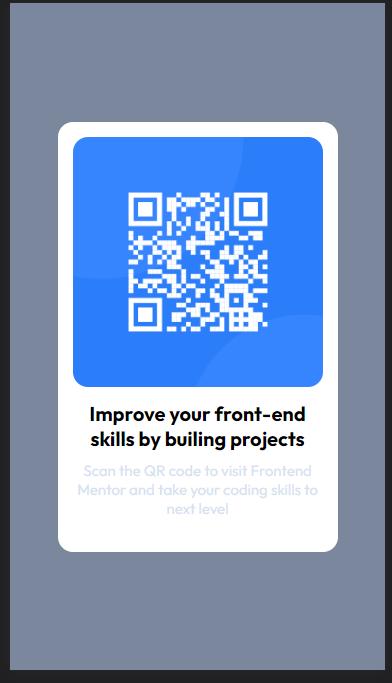 Improve your front-end
skills by builing projects
Scan the QR code to visit Frontend
Mentor and take your coding skills to
next level